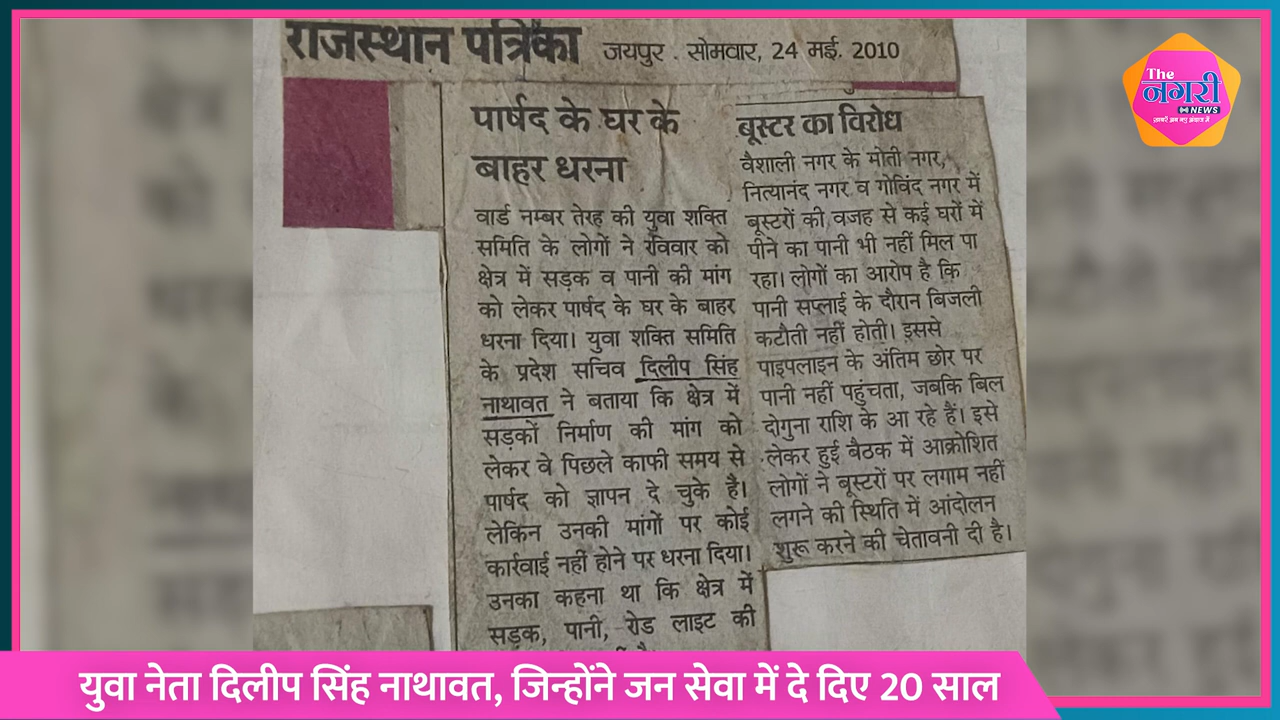 राजस्थान पत्रिका जयपुर . सोमवार, 24 मई. 2010
The
नगरी
NEWS
पार्षद के घर के
बाहर धरना
वार्ड नम्बर तेरह की युवा शक्ति
समिति के लोगों ने रविवार को
क्षेत्र में सड़क व पानी की मांग
को लेकर पार्षद के घर के बाहर
धरना दिया। युवा शक्ति समिति
के प्रदेश सचिव दिलीप सिंह
नाथावत ने बताया कि क्षेत्र में
सड़कों निर्माण की मांग को
लेकर वे पिछले काफी समय से
पार्षद को ज्ञापन दे चुके है।
लेकिन उनकी मांगों पर कोई
कार्रवाई नहीं होने पर धरना दिया।
उनका कहना था कि क्षेत्र में
सड़क, पानी, रोड लाइट की
बूस्टर का विरोध
वैशाली नगर के मोती नगर,
नित्यानंद नगर व गोविंद नगर में
बूस्टरों की वजह से कई घरों में
पीने का पानी भी नहीं मिल पा
रहा। लोगों का आरोप है कि
पानी सप्लाई के दौरान बिजली
कटौती नहीं होती। इससे
पाइपलाइन के अंतिम छोर पर
पानी नहीं पहुंचता, जबकि बिल
दोगुना राशि के आ रहे हैं। इसे
लेकर हुई बैठक में आक्रोशित
लोगों ने बूस्टरों पर लगाम नहीं
लगने की स्थिति में आंदोलन
शुरू करने की चेतावनी दी है।
युवा नेता दिलीप सिंह नाथावत, जिन्होंने जन सेवा में दे दिए 20 साल